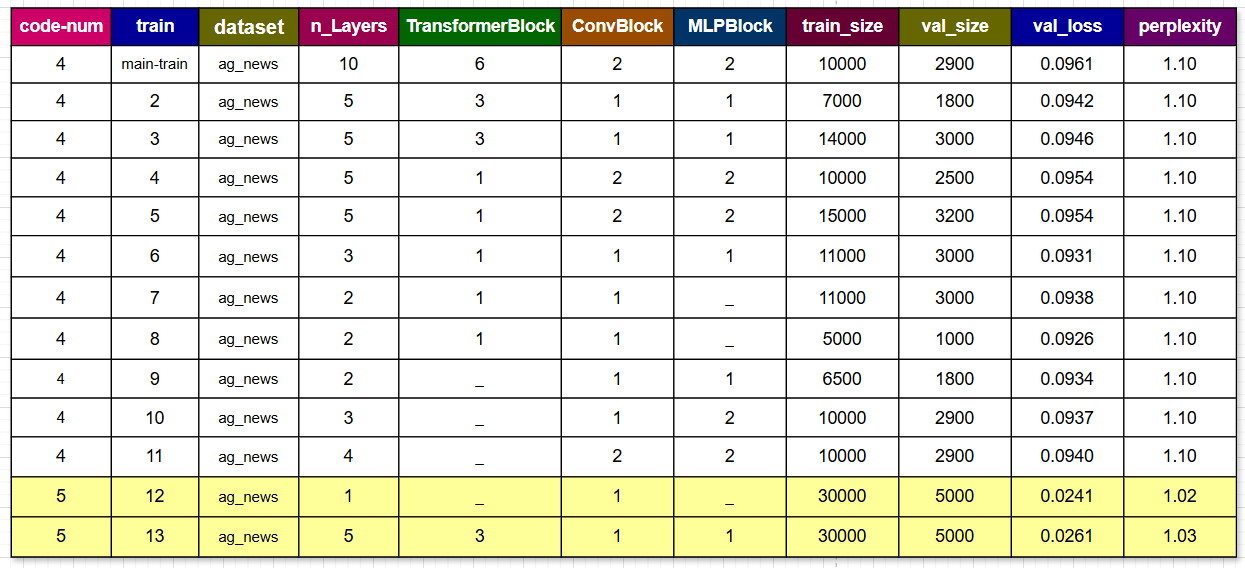 code-num train dataset n_Layers TransformerBlock ConvBlock MLPBlock train_size val_size val_loss perplexity
4 main-train ag_news 10 6 2 2 10000 2900 0.0961 1.10
4 2 ag_news 5 3 1 1 7000 1800 0.0942 1.10
4 3 ag_news 5 3 1 1 14000 3000 0.0946 1.10
4 4 ag_news 5 1 2 2 10000 2500 0.0954 1.10
4 5 ag_news 5 1 2 2 15000 3200 0.0954 1.10
4 6 ag_news 3 1 1 1 11000 3000 0.0931 1.10
4 7 ag_news 2 1 1 _ 11000 3000 0.0938 1.10
4 8 ag_news 2 1 1 _ 5000 1000 0.0926 1.10
4 9 ag_news 2 _ 1 1 6500 1800 0.0934 1.10
4 10 ag_news 3 _ 1 2 10000 2900 0.0937 1.10
4 11 ag_news 4 _ 2 2 10000 2900 0.0940 1.10
5 12 ag_news 1 _ 1 _ 30000 5000 0.0241 1.02
5 13 ag_news 5 3 1 1 30000 5000 0.0261 1.03